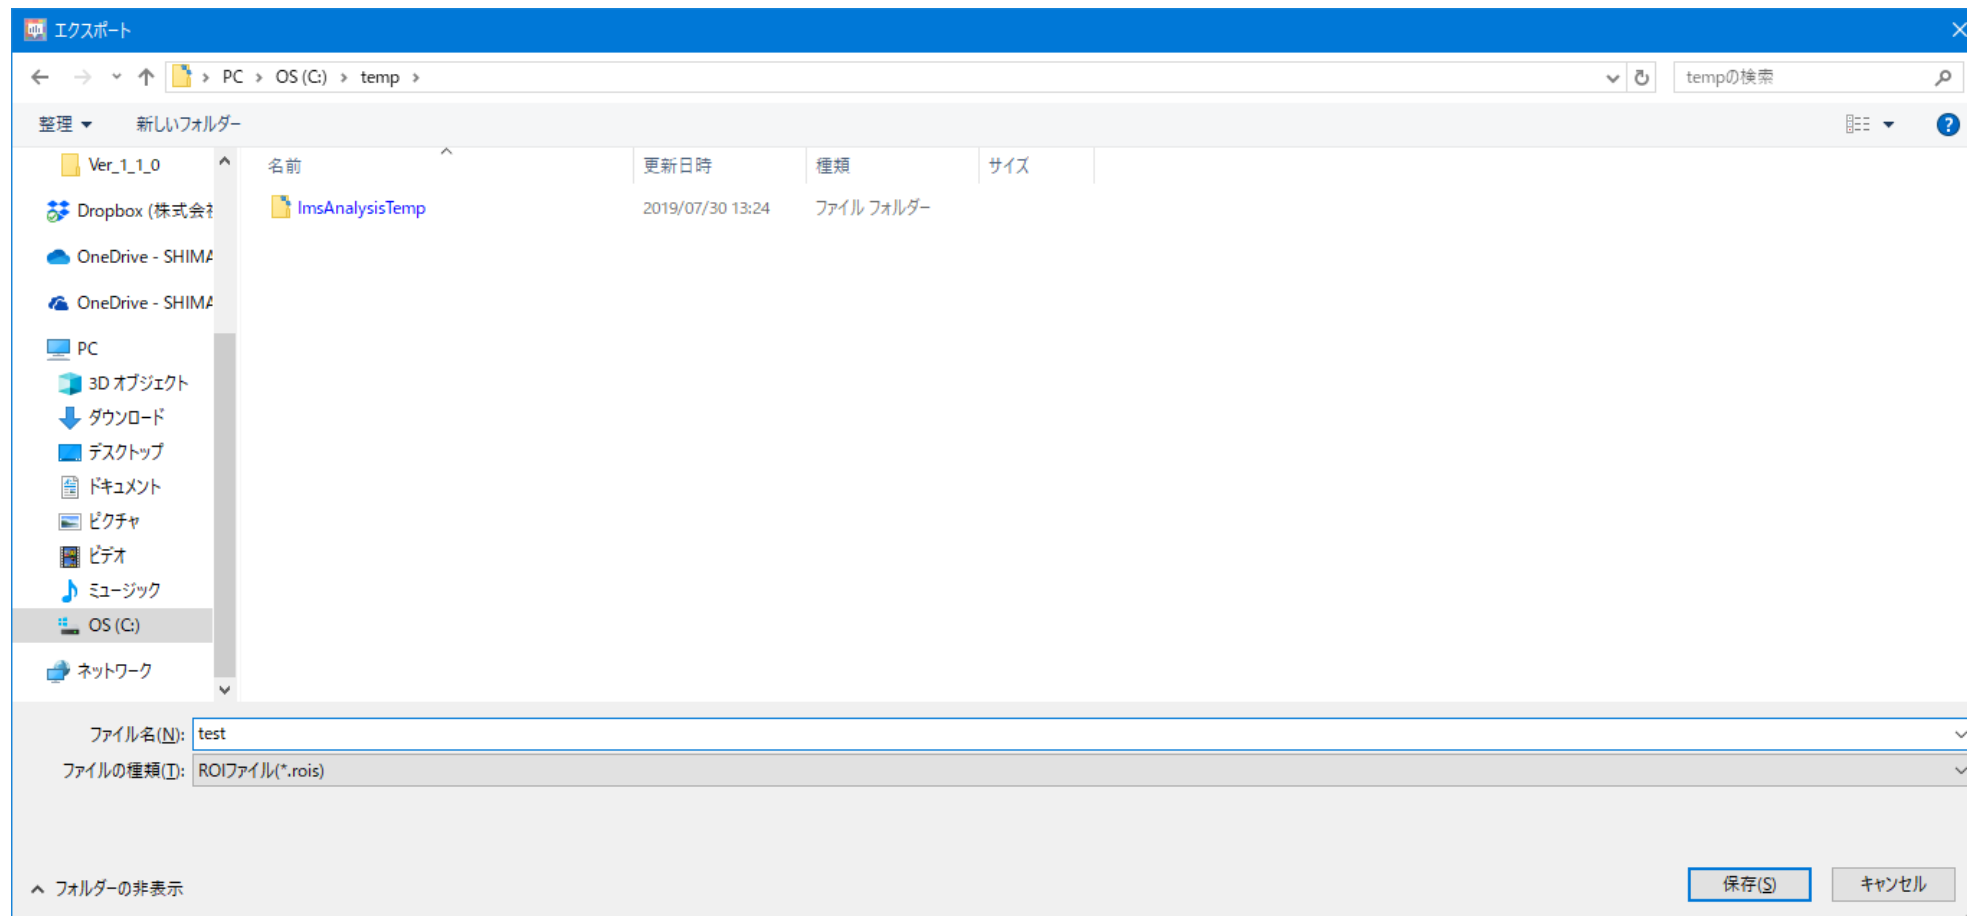 エクスポート
PC > OS (C:) > temp >
tempの検索
整理 新しいフォルダー
名前 更新日時 種類 サイズ
ImsAnalysisTemp 2019/07/30 13:24 ファイル フォルダー
Ver_1_1_0
Dropbox (株式会社
OneDrive - SHIMA
OneDrive - SHIMA
PC
3D オブジェクト
ダウンロード
デスクトップ
ドキュメント
ピクチャ
ビデオ
ミュージック
OS (C:)
ネットワーク
ファイル名(N): test
ファイルの種類(T): ROIファイル(*.rois)
フォルダーの非表示
保存(S) キャンセル